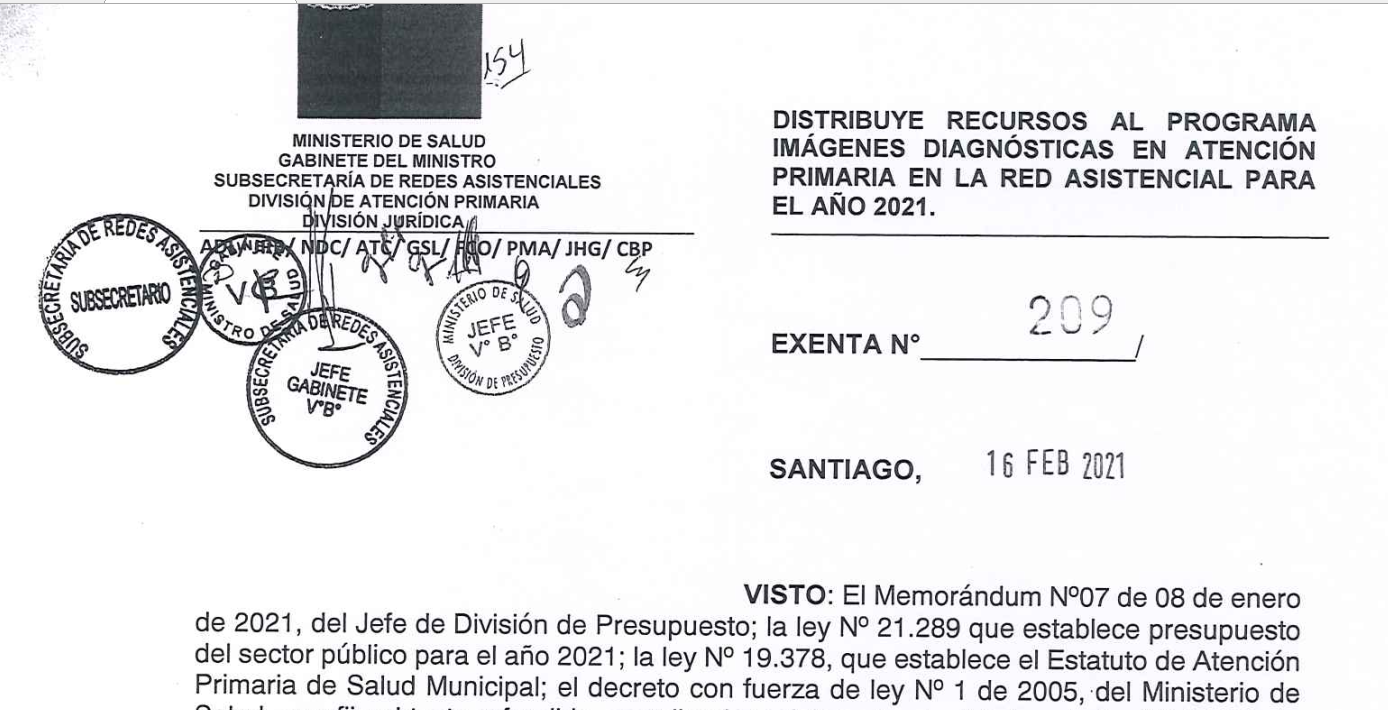 154
MINISTERIO DE SALUD
GABINETE DEL MINISTRO
SUBSECRETARÍA DE REDES ASISTENCIALES
DIVISIÓN DE ATENCIÓN PRIMARIA
DIVISIÓN JURÍDICA
NDC/ ATC/ GSL/ PMA/ JHG/ CBP
SUBSECRETARIA DE REDES ASISTENCIALES
SUBSECRETARIO
MINISTRO DE SALUD
SUBSECRETARIA DE REDES ASISTENCIALES
JEFE
GABINETE
V°B°
MINISTERIO DE SALUD
JEFE
V° B°
DIVISIÓN DE PRESUPUESTO
DISTRIBUYE RECURSOS AL PROGRAMA
IMÁGENES DIAGNÓSTICAS EN ATENCIÓN
PRIMARIA EN LA RED ASISTENCIAL PARA
EL AÑO 2021.
EXENTA N° 209 /
SANTIAGO, 16 FEB 2021
VISTO: El Memorándum Nº07 de 08 de enero
de 2021, del Jefe de División de Presupuesto; la ley Nº 21.289 que establece presupuesto
del sector público para el año 2021; la ley Nº 19.378, que establece el Estatuto de Atención
Primaria de Salud Municipal; el decreto con fuerza de ley Nº 1 de 2005, del Ministerio de